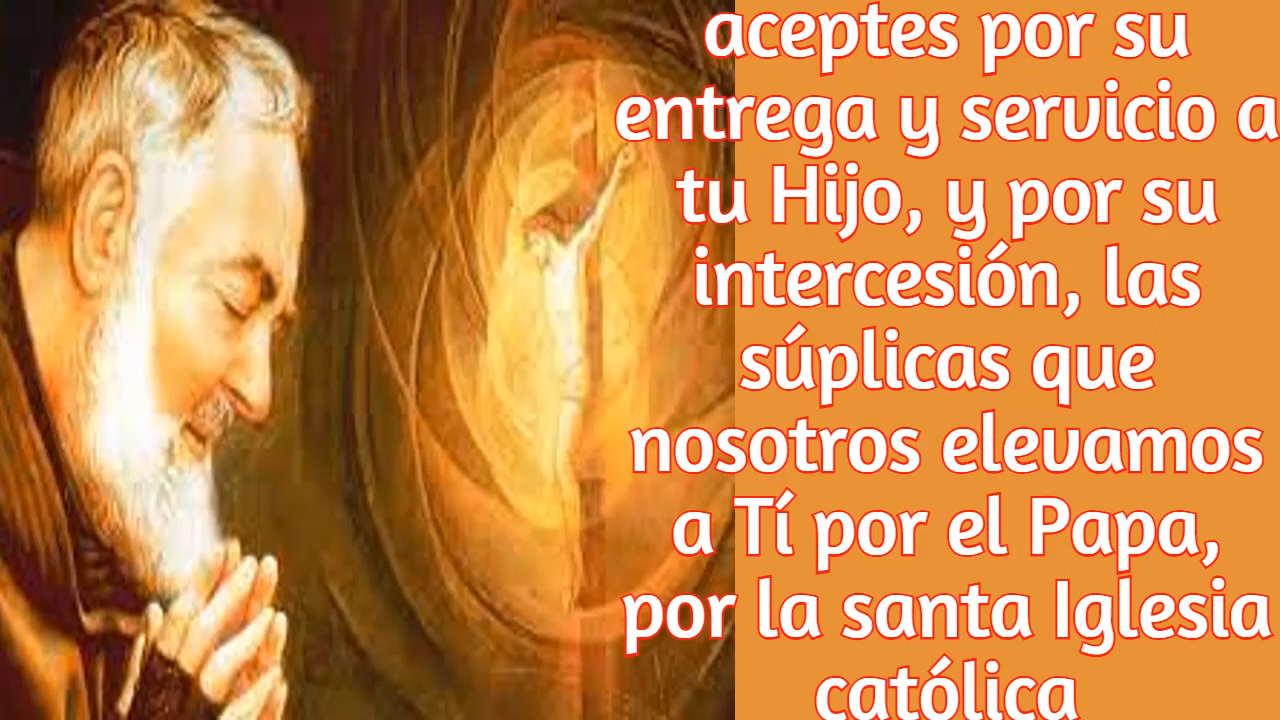 aceptes por su
entrega y servicio a
tu Hijo, y por su
intercesión, las
súplicas que
nosotros elevamos
a Tí por el Papa,
por la santa Iglesia
católica